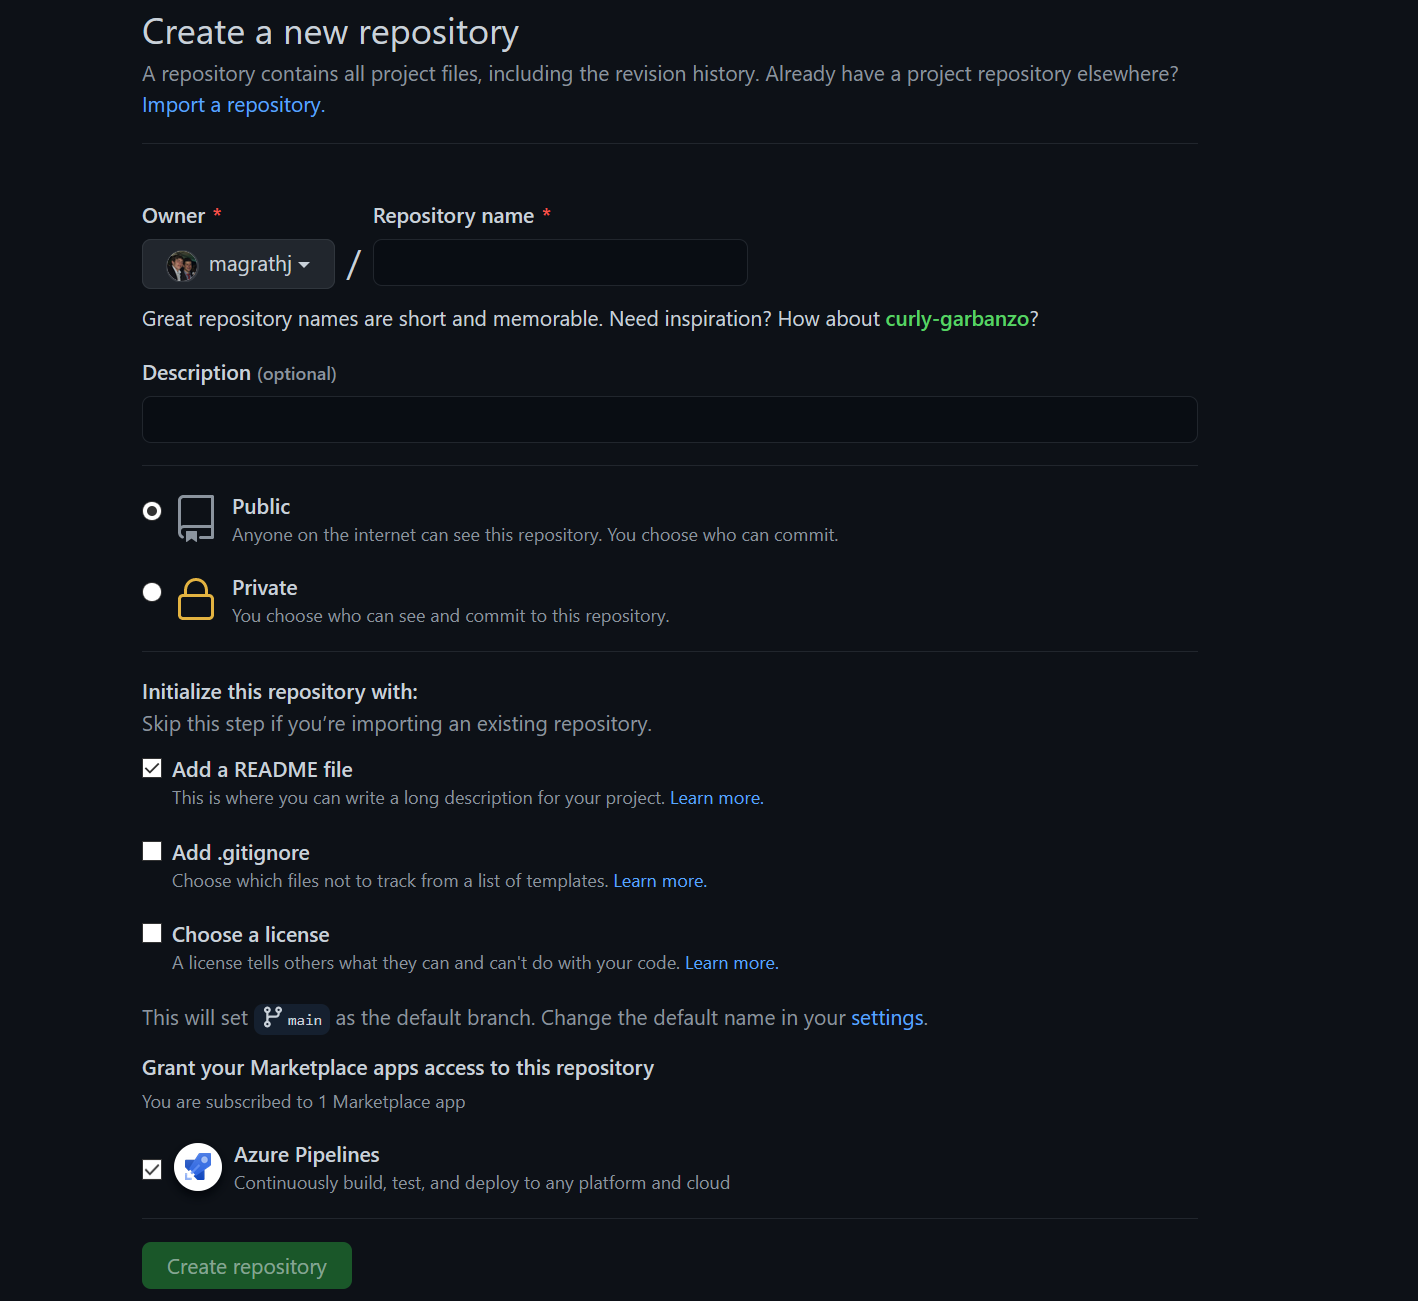 Create a new repository
A repository contains all project files, including the revision history. Already have a project repository elsewhere?
Import a repository.
Owner *
Repository name *
magrathj
/
Great repository names are short and memorable. Need inspiration? How about curly-garbanzo?
Description (optional)
Public
Anyone on the internet can see this repository. You choose who can commit.
Private
You choose who can see and commit to this repository.
Initialize this repository with:
Skip this step if you’re importing an existing repository.
Add a README file
This is where you can write a long description for your project. Learn more.
Add .gitignore
Choose which files not to track from a list of templates. Learn more.
Choose a license
A license tells others what they can and can't do with your code. Learn more.
This will set main as the default branch. Change the default name in your settings.
Grant your Marketplace apps access to this repository
You are subscribed to 1 Marketplace app
Azure Pipelines
Continuously build, test, and deploy to any platform and cloud
Create repository